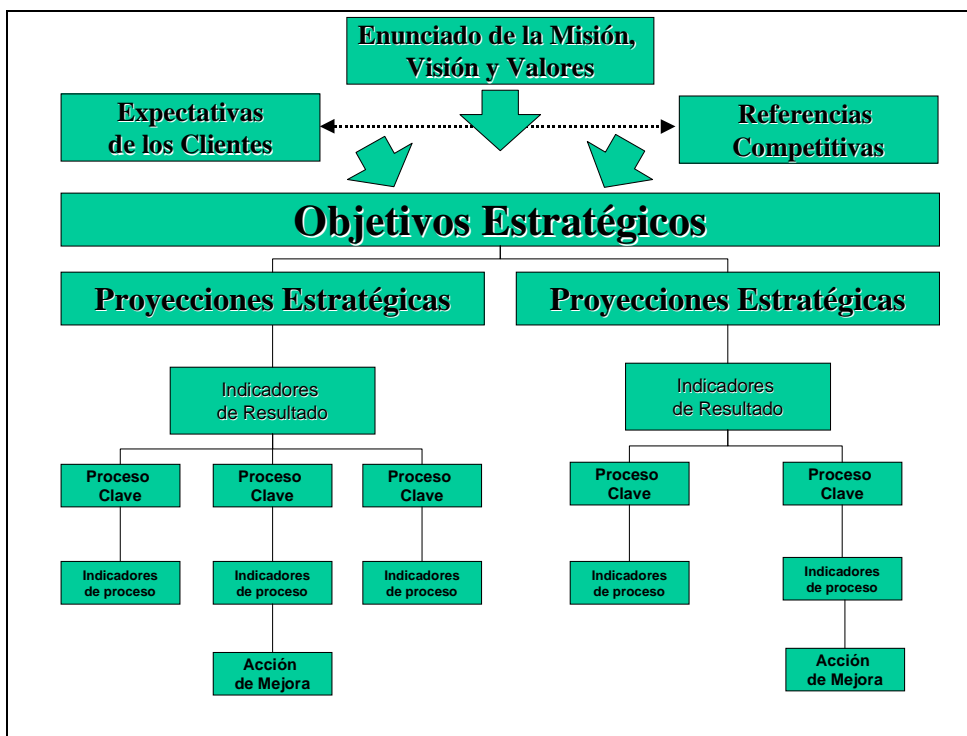 Enunciado de la Misión,
Visión y Valores
Expectativas
de los Clientes
Referencias
Competitivas
Objetivos Estratégicos
Proyecciones Estratégicas
Proyecciones Estratégicas
Indicadores
de Resultado
Indicadores
de Resultado
Proceso
Clave
Proceso
Clave
Proceso
Clave
Proceso
Clave
Proceso
Clave
Indicadores
de proceso
Indicadores
de proceso
Indicadores
de proceso
Indicadores
de proceso
Indicadores
de proceso
Acción
de Mejora
Acción
de Mejora